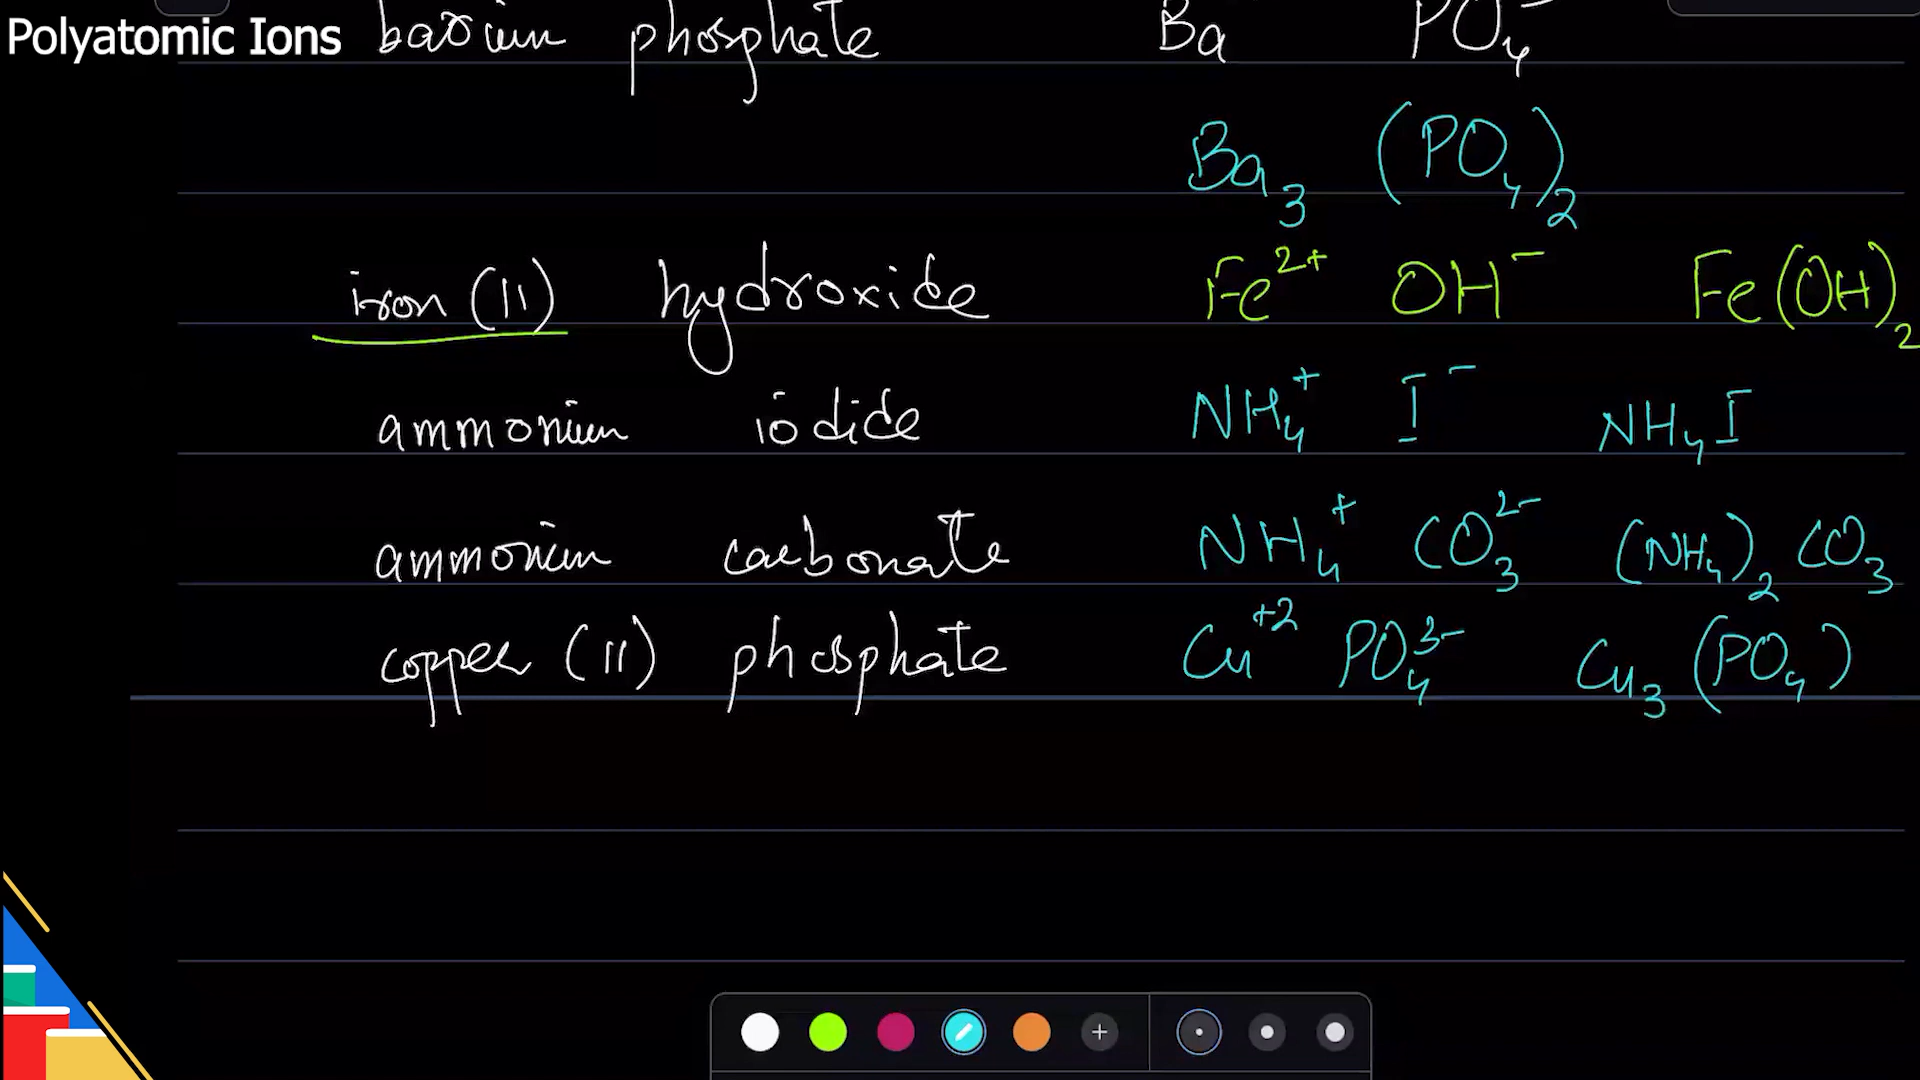 Polyatomic Ions barium phosphate Ba PO₄⁻
Ba₃ (PO₄)₂
iron (II) hydroxide Fe²⁺ OH⁻ Fe(OH)₂
ammonium iodide NH₄⁺ I⁻ NH₄I
ammonium carbonate NH₄⁺ CO₃²⁻ (NH₄)₂ CO₃
copper (II) phosphate Cu⁺² PO₄³⁻ Cu₃ (PO₄)